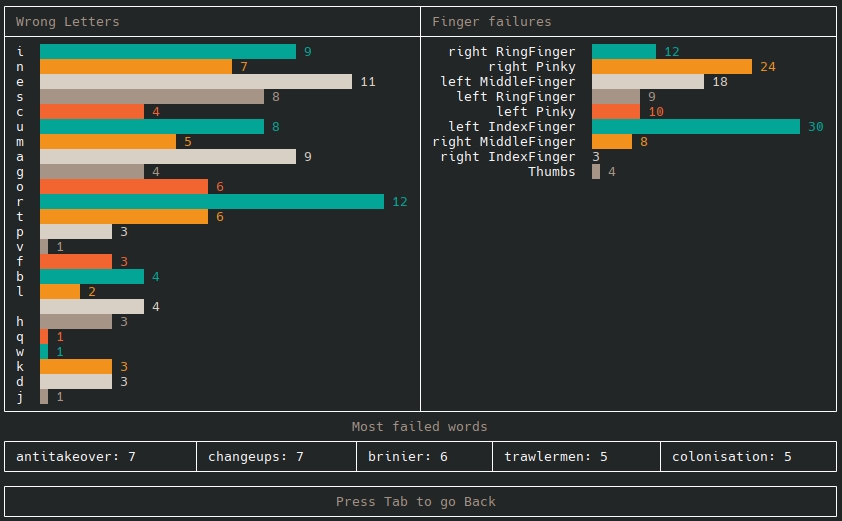 Wrong Letters
i 9
n 7
e 11
s 8
c 4
u 8
m 5
a 9
g 4
o 6
r 12
t 6
p 3
v 1
f 3
b 4
l 2
4
h 3
q 1
w 1
k 3
d 3
j 1
Finger failures
right RingFinger 12
right Pinky 24
left MiddleFinger 18
left RingFinger 9
left Pinky 10
left IndexFinger 30
right MiddleFinger 8
right IndexFinger 3
Thumbs 4
Most failed words
antitakeover: 7 changeups: 7 brinier: 6 trawlermen: 5 colonisation: 5
Press Tab to go Back